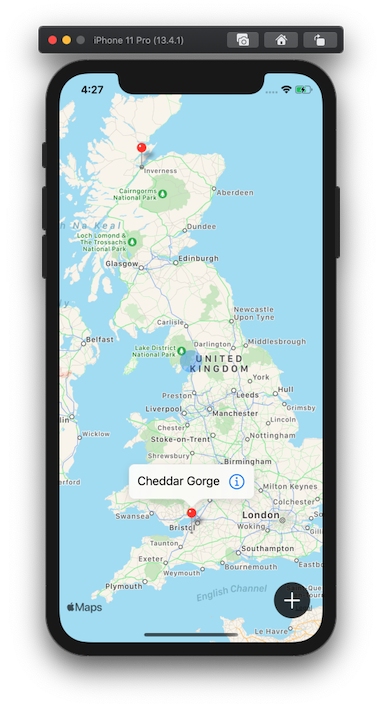 iPhone 11 Pro (13.4.1)
4:27
Inverness
Cairngorms
National Park
Aberdeen
Na Keal
Loch Lomond &
The Trossachs
National Park
Dundee
Glasgow
Edinburgh
Carlisle
Newcastle
Upon Tyne
Belfast
Lake District
National Park
Darlington
Middlesbrough
UNITED
KINGDOM
York
Preston
Leeds
Hull
Liverpool
Manchester
Grimsby
Wicklow
Chester
Lincoln
Stoke-on-Trent
Nottingham
Shrewsbury
Birmingham
Cheddar Gorge
Milton Keynes
Colchester
Swansea
Bristol
London
Woking
Taunton
Southampton
Exeter
Weymouth
Bournemouth
Plymouth
English Channel
Maps
Le Havre